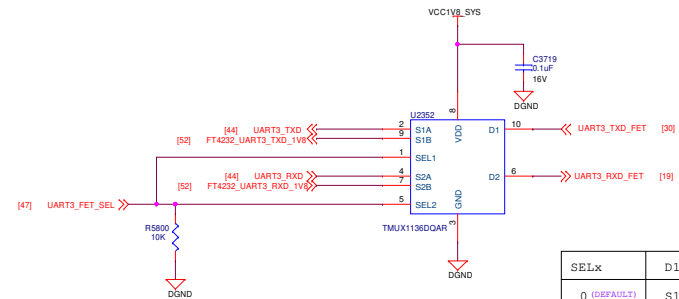 VCC1V8_SYS
C3719
0.1uF
16V
DGND
U2352
8
[44] UART3_TXD 2 S1A VDD D1 10 UART3_TXD_FET [30]
[52] FT4232_UART3_TXD_1V8 9 S1B
1 SEL1
[44] UART3_RXD 4 S2A D2 6 UART3_RXD_FET [19]
[52] FT4232_UART3_RXD_1V8 7 S2B
[47] UART3_FET_SEL 5 SEL2 GND
3
R5800
10K
TMUX1136DQAR
DGND
DGND
SELx D1
0 (DEFAULT) S1